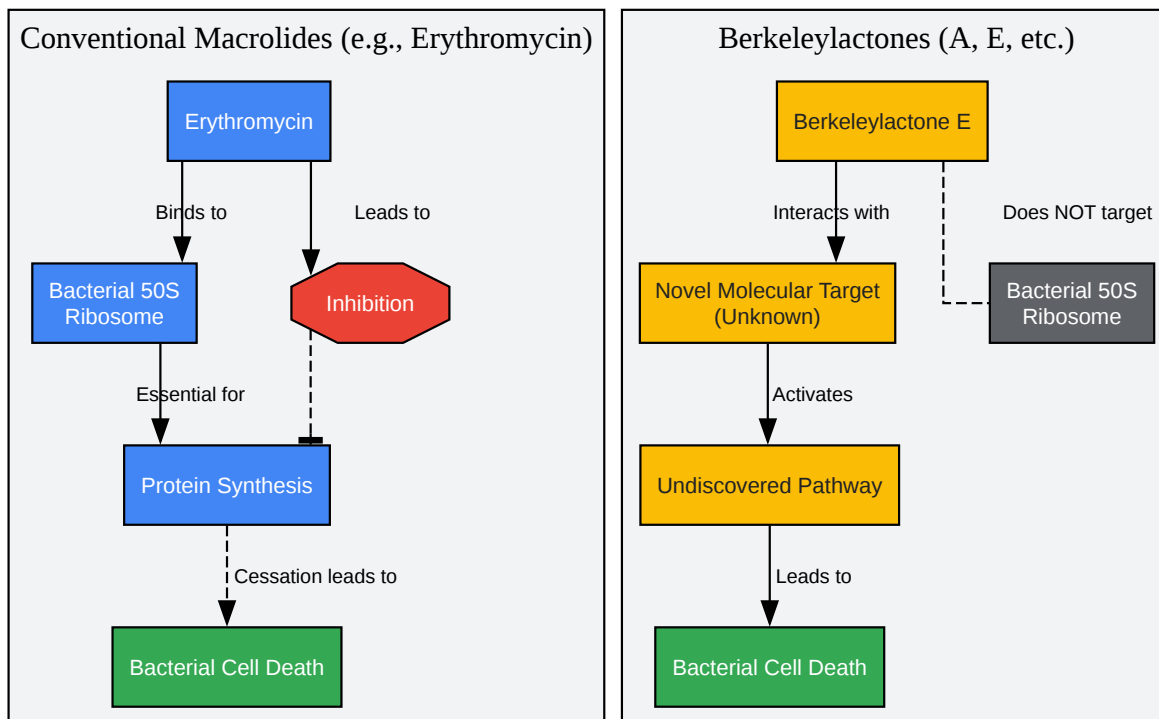 Conventional Macrolides (e.g., Erythromycin)
Erythromycin
Binds to
Leads to
Bacterial 50S
Ribosome
Inhibition
Essential for
Protein Synthesis
Cessation leads to
Bacterial Cell Death
Berkeleylactones (A, E, etc.)
Berkeleylactone E
Interacts with
Does NOT target
Novel Molecular Target
(Unknown)
Bacterial 50S
Ribosome
Activates
Undiscovered Pathway
Leads to
Bacterial Cell Death